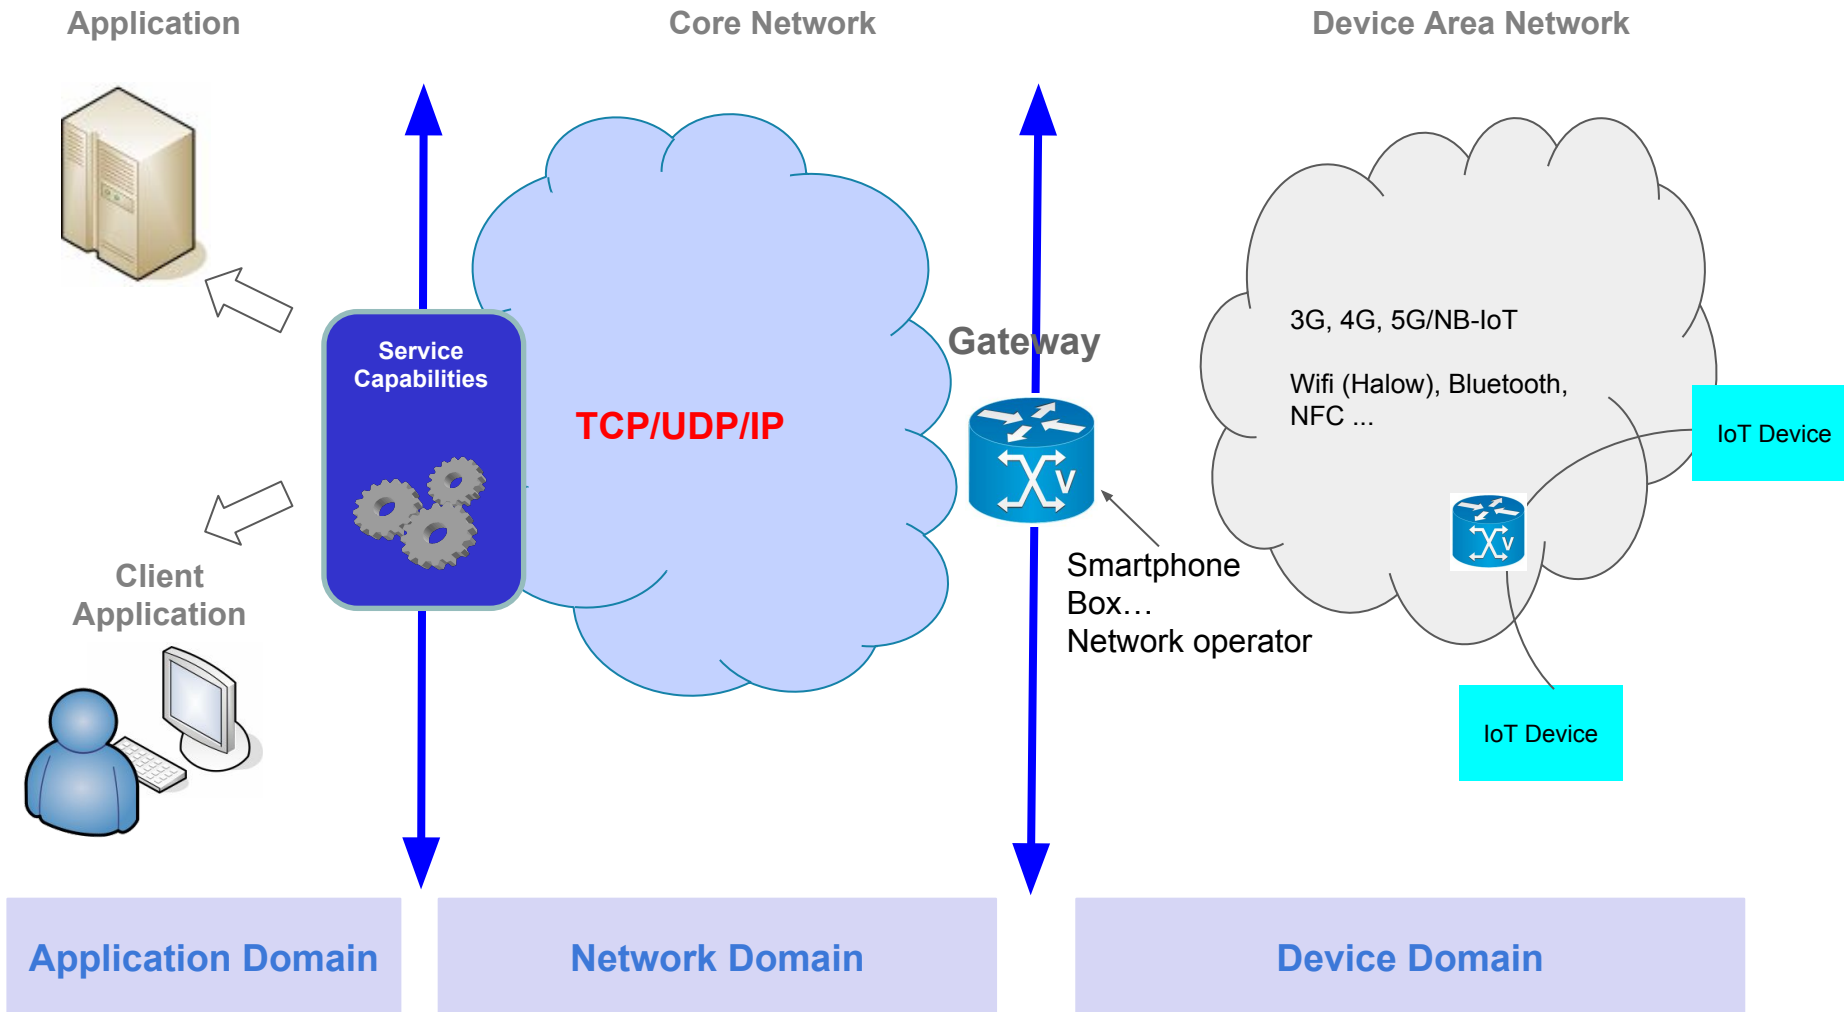 Application
Core Network
Device Area Network
Service
Capabilities
TCP/UDP/IP
Gateway
V
Smartphone
Box…
Network operator
3G, 4G, 5G/NB-IoT
Wifi (Halow), Bluetooth,
NFC ...
V
IoT Device
IoT Device
Client
Application
Application Domain
Network Domain
Device Domain